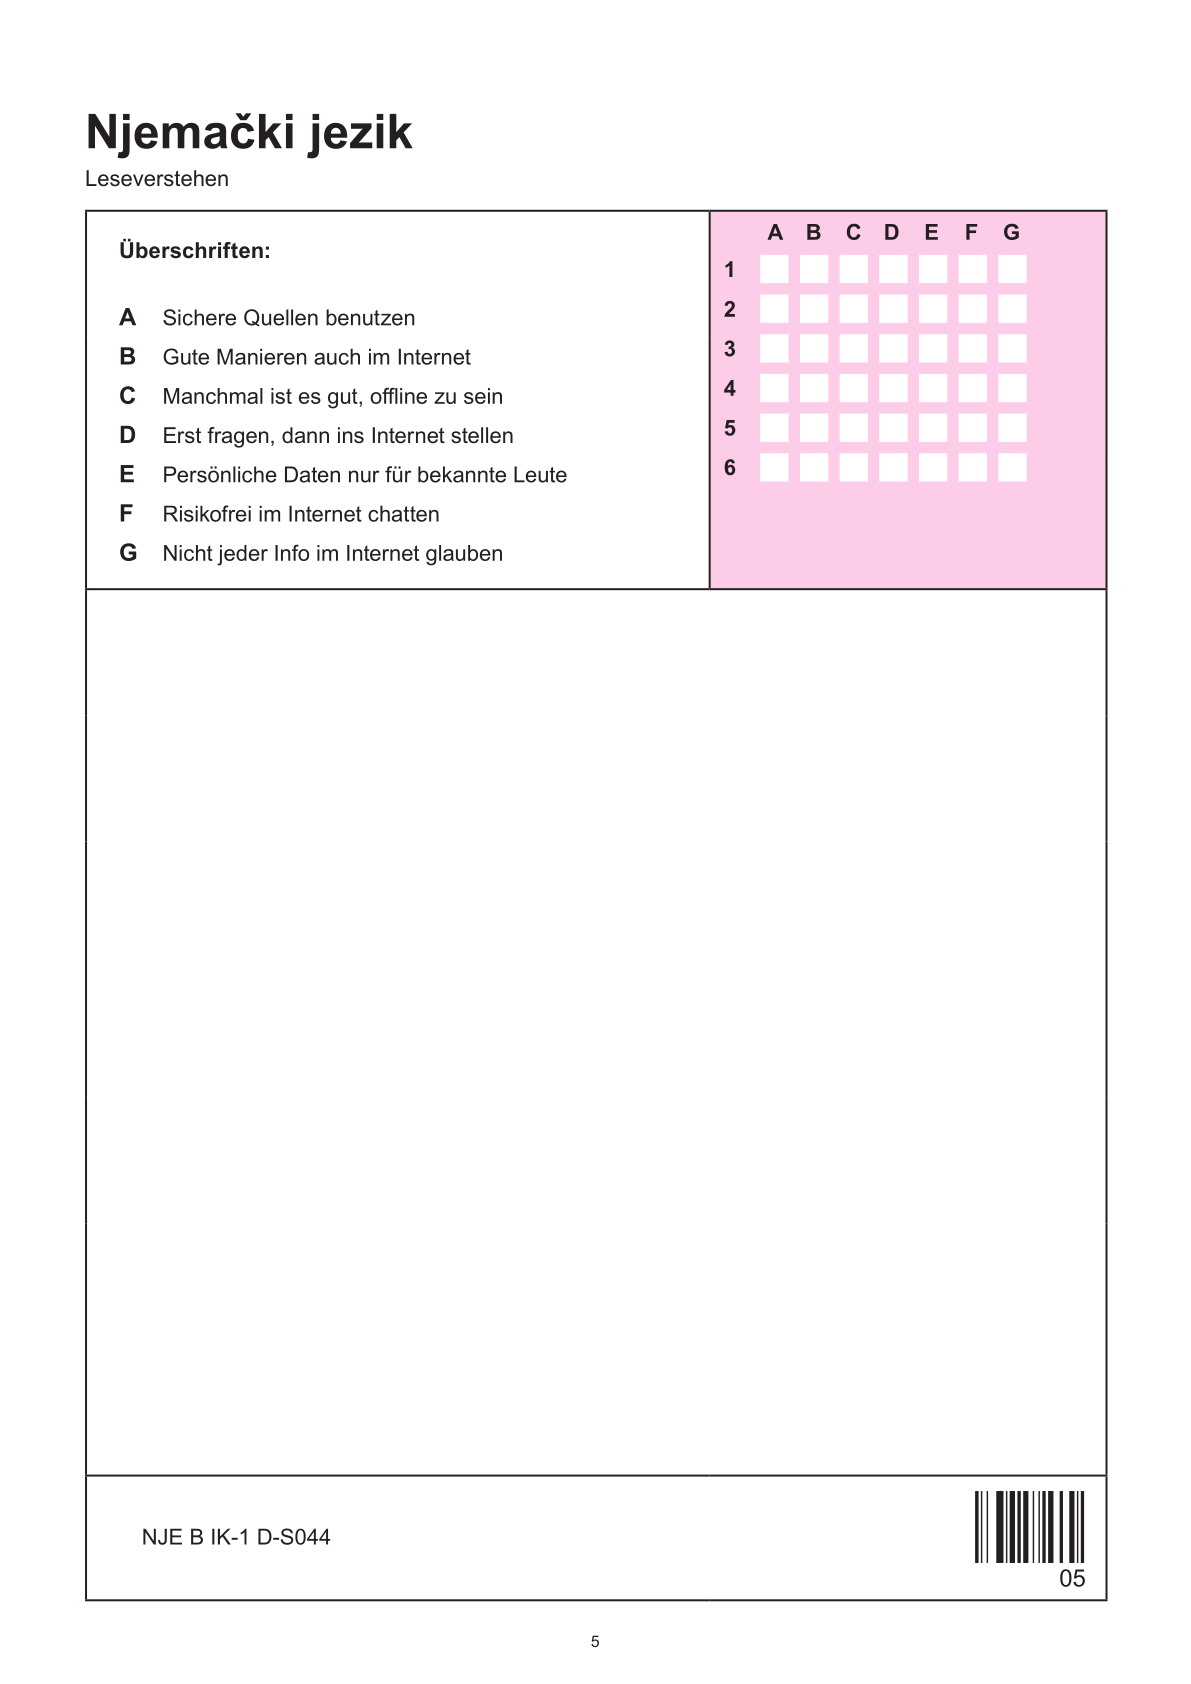 Njemački jezik
Leseverstehen
Überschriften:
A Sichere Quellen benutzen
B Gute Manieren auch im Internet
C Manchmal ist es gut, offline zu sein
D Erst fragen, dann ins Internet stellen
E Persönliche Daten nur für bekannte Leute
F Risikofrei im Internet chatten
G Nicht jeder Info im Internet glauben
A B C D E F G
1
2
3
4
5
6
NJE B IK-1 D-S044
05
5